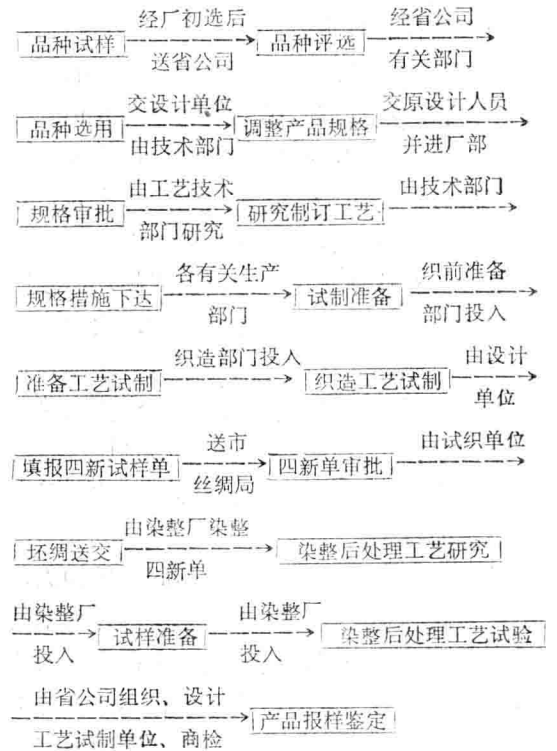 经厂初选后 经省公司
品种试样 品种评选
送省公司 有关部门
交设计单位 交原设计人员
品种选用 调整产品规格
由技术部门 并进厂部
由工艺技术 由技术部门
规格审批 研究制订工艺
部门研究
各有关生产 织前准备
规格措施下达 试制准备
部门 部门投入
织造部门投入 由设计
准备工艺试制 织造工艺试制
单位
送市 由试织单位
填报四新试样单 四新单审批
丝绸局
由染整厂染整
坯绸送交 染整后处理工艺研究
四新单
由染整厂 由染整厂
试样准备 染整后处理工艺试验
投入 投入
由省公司组织、设计
产品报样鉴定
工艺试制单位、商检